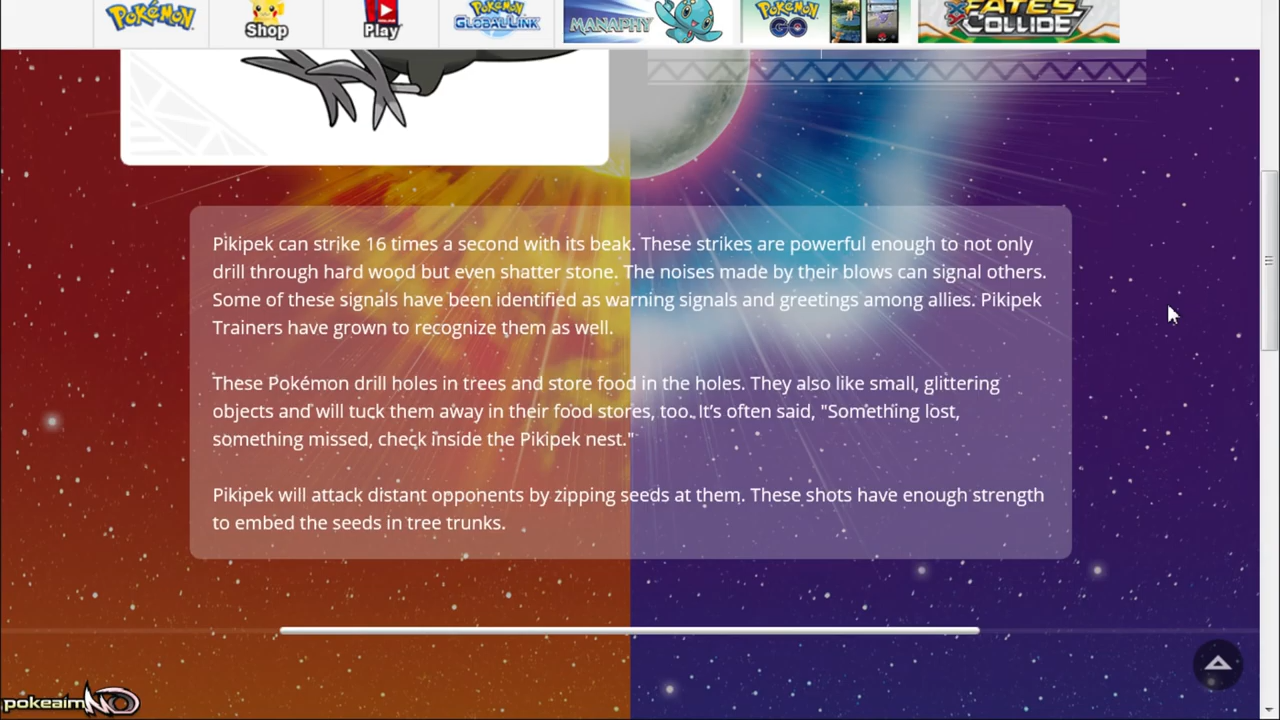 Pokémon
Shop
Play
Pokémon
GLOBAL LINK
MANAPHY
Pokémon
GO
XY
FATES
COLLIDE
Pikipek can strike 16 times a second with its beak. These strikes are powerful enough to not only
drill through hard wood but even shatter stone. The noises made by their blows can signal others.
Some of these signals have been identified as warning signals and greetings among allies. Pikipek
Trainers have grown to recognize them as well.
These Pokémon drill holes in trees and store food in the holes. They also like small, glittering
objects and will tuck them away in their food stores, too. It’s often said, "Something lost,
something missed, check inside the Pikipek nest."
Pikipek will attack distant opponents by zipping seeds at them. These shots have enough strength
to embed the seeds in tree trunks.
pokeaimMD